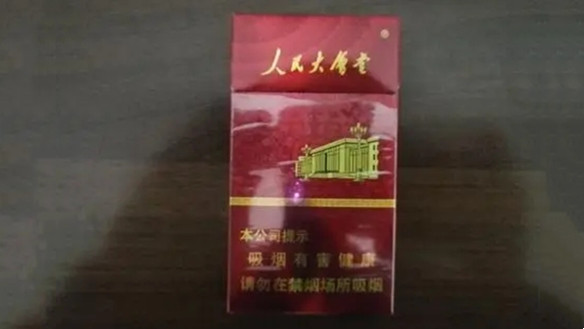 人民大會堂
本公司提示
吸烟有害健康
请勿在禁烟场所吸烟